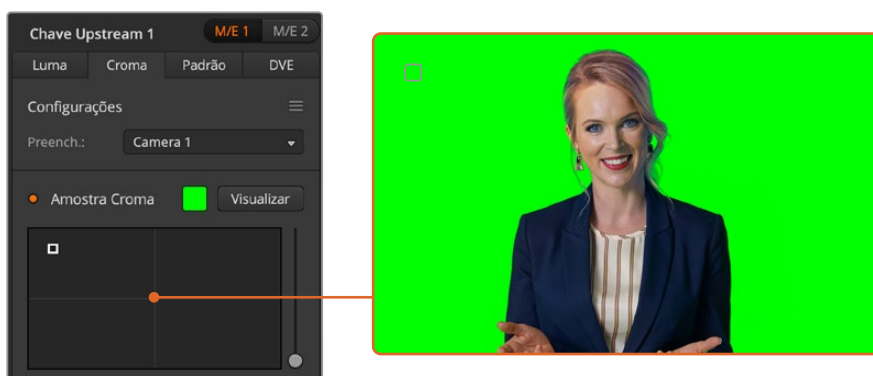 Chave Upstream 1
M/E 1 M/E 2
Luma Croma Padrão DVE
Configurações
Preench.: Camera 1
Amostra Croma Visualizar